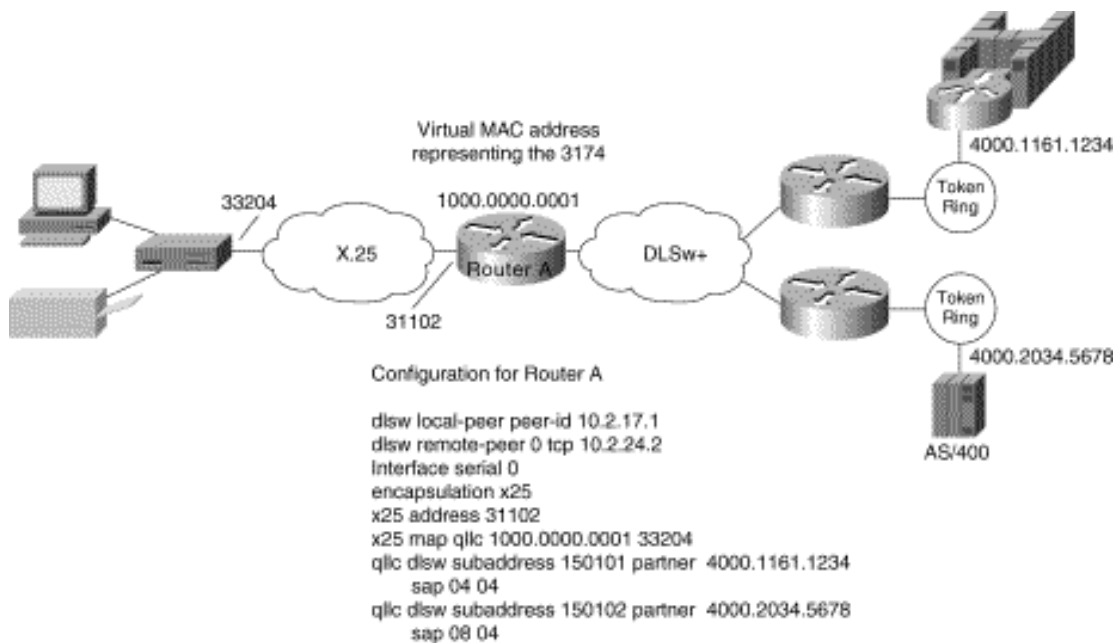 Virtual MAC address
representing the 3174
4000.1161.1234
33204
1000.0000.0001
Token
Ring
X.25
Router A
DLSw+
31102
Token
Ring
4000.2034.5678
AS/400
Configuration for Router A
dlsw local-peer peer-id 10.2.17.1
dlsw remote-peer 0 tcp 10.2.24.2
Interface serial 0
encapsulation x25
x25 address 31102
x25 map qllc 1000.0000.0001 33204
qllc dlsw subaddress 150101 partner 4000.1161.1234
sap 04 04
qllc dlsw subaddress 150102 partner 4000.2034.5678
sap 08 04